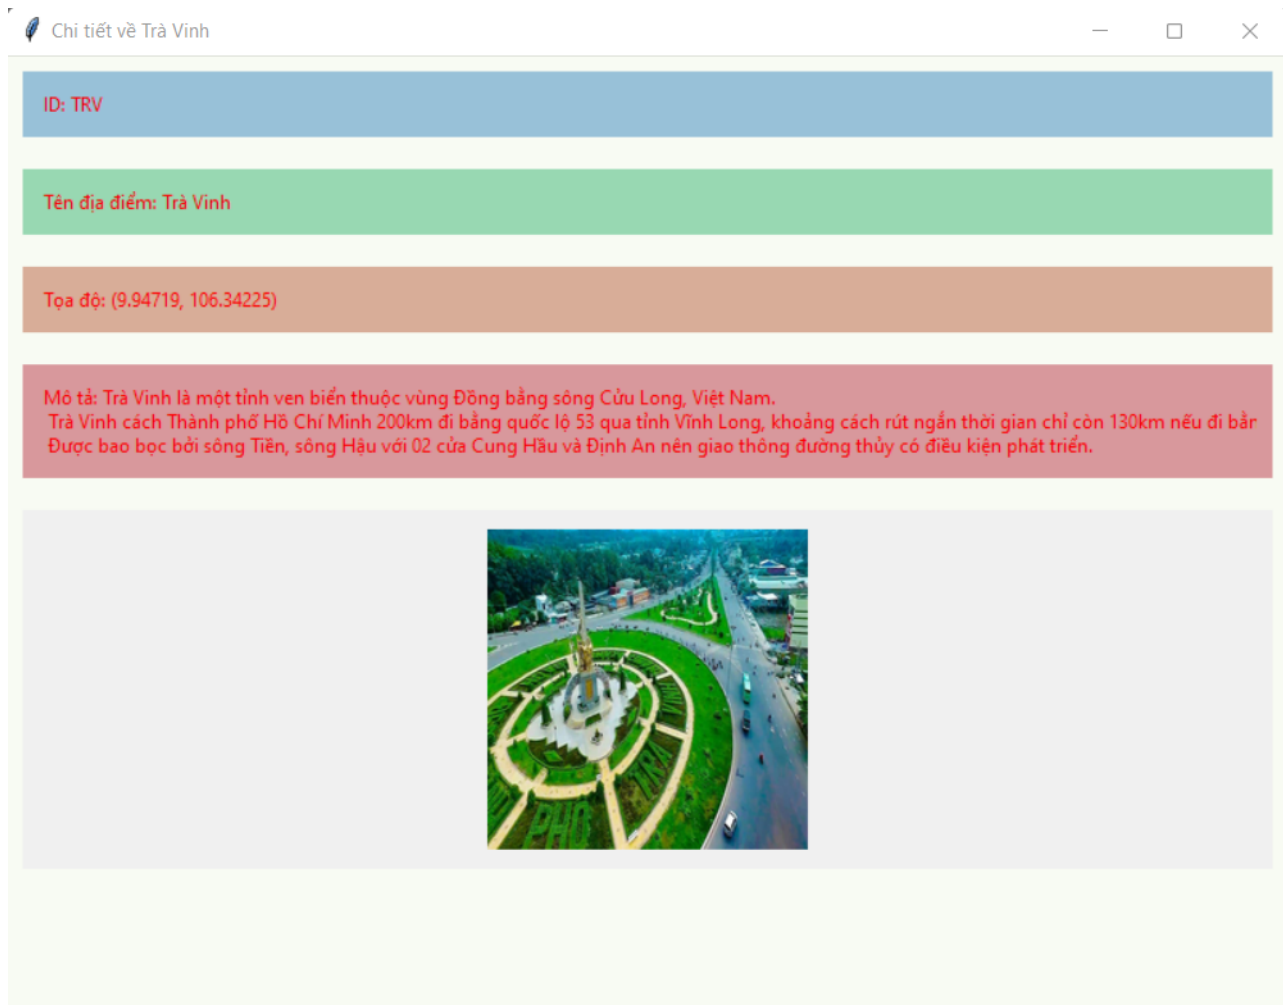 Chi tiết về Trà Vinh
ID: TRV
Tên địa điểm: Trà Vinh
Tọa độ: (9.94719, 106.34225)
Mô tả: Trà Vinh là một tỉnh ven biển thuộc vùng Đồng bằng sông Cửu Long, Việt Nam.
Trà Vinh cách Thành phố Hồ Chí Minh 200km đi bằng quốc lộ 53 qua tỉnh Vĩnh Long, khoảng cách rút ngắn thời gian chỉ còn 130km nếu đi
Được bao bọc bởi sông Tiền, sông Hậu với 02 cửa Cung Hầu và Định An nên giao thông đường thủy có điều kiện phát triển.
TRÀ
PHỐ